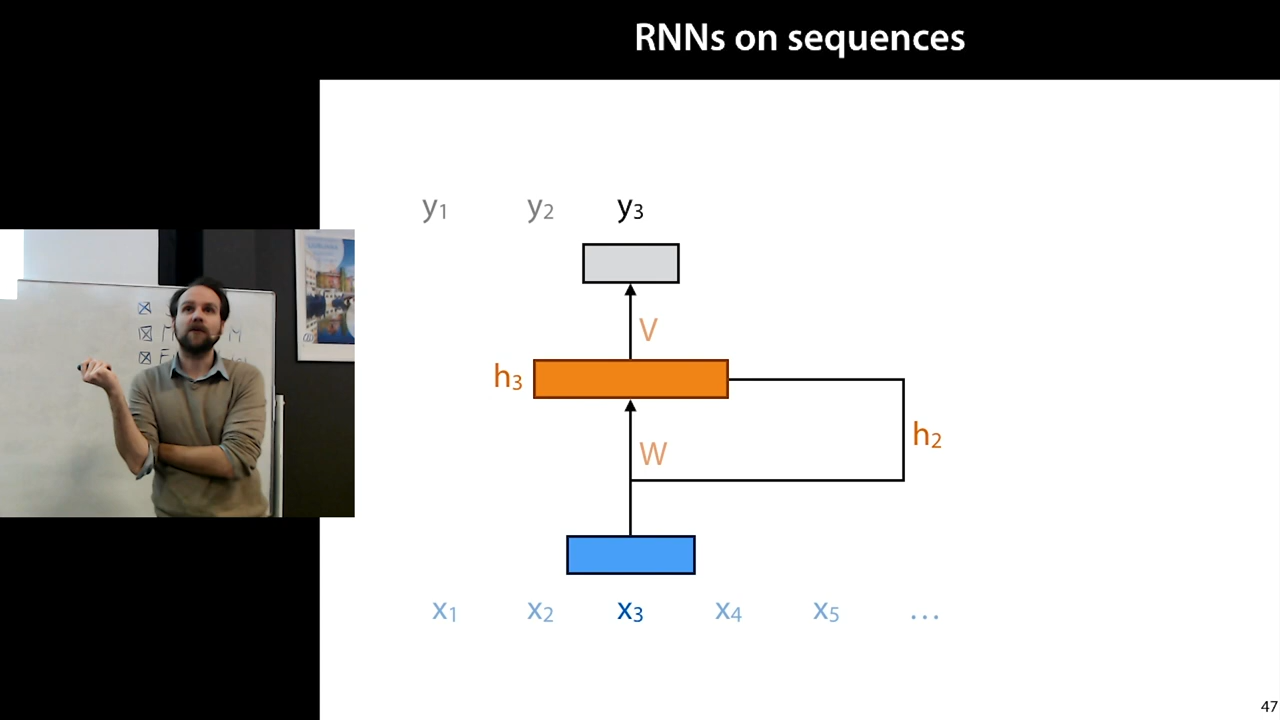 RNNs on sequences
y₁ y₂ y₃
V
h₃
h₂
W
x₁ x₂ x₃ x₄ x₅ ...
47